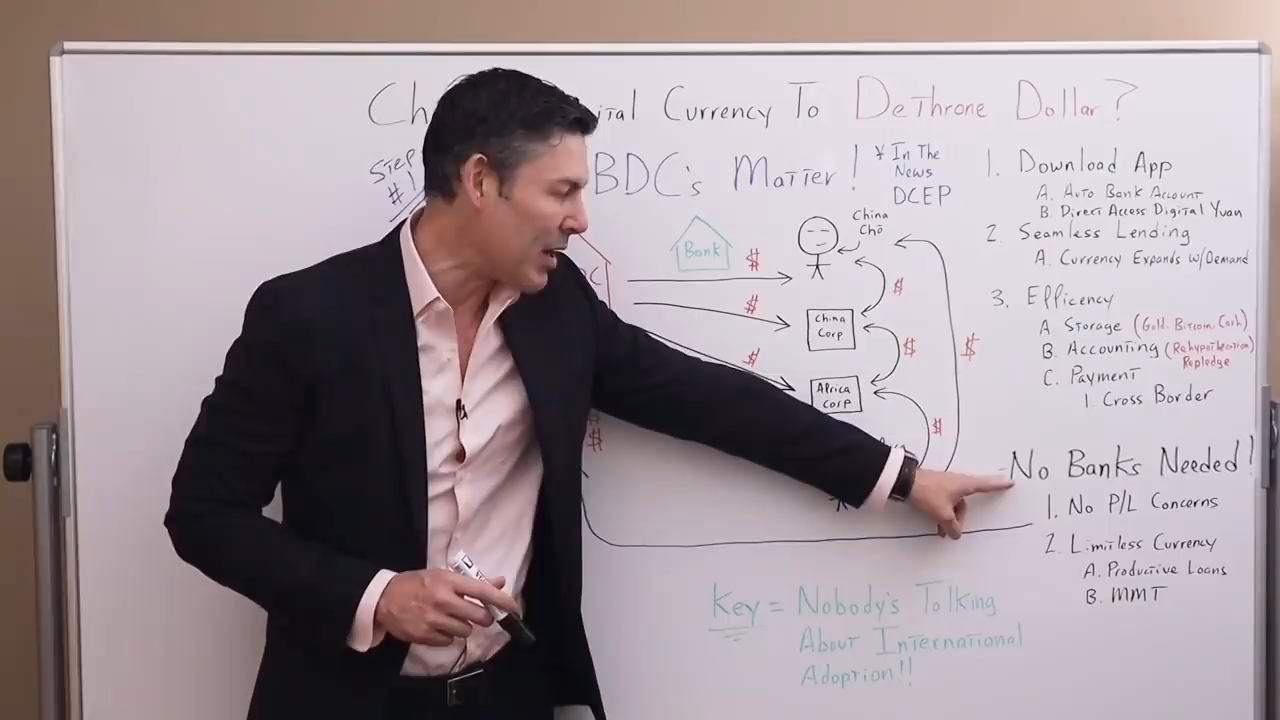 Ch ital Currency To Dethrone Dollar?
Step
#1
BDC's Matter!
¥ In The
News
DCEP
Bank
$
China
Cho
$
$
China
Corp
$
$
$
Africa
Corp
$
$
1. Download App
A. Auto Bank Account
B. Direct Access Digital Yuan
2. Seamless Lending
A. Currency Expands w/Demand
3. Efficency
A Storage (Gold, Bitcoin, Cash)
B. Accounting (Rehypothecation)
Repledge
C. Payment
1. Cross Border
No Banks Needed!
1. No P/L Concerns
2. Limitless Currency
A. Productive Loans
B. MMT
Key = Nobody's Talking
About International
Adoption!!